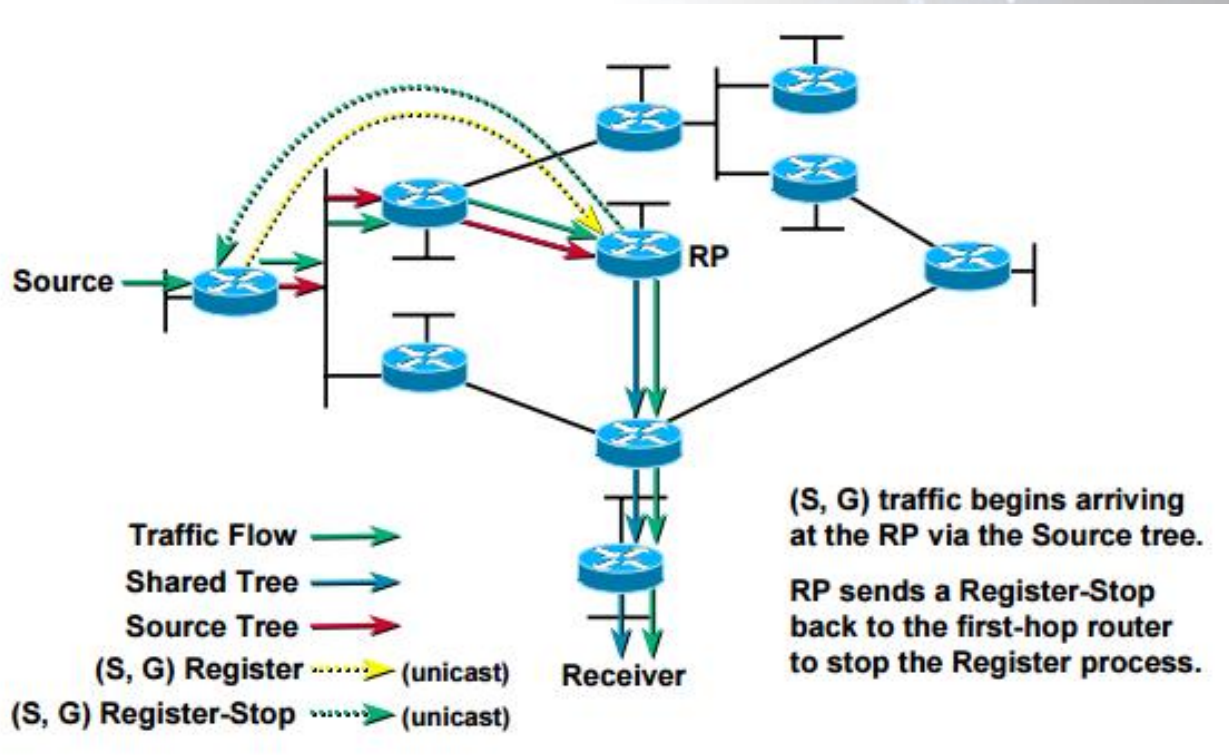 Source
RP
Traffic Flow
Shared Tree
Source Tree
(S, G) Register (unicast)
(S, G) Register-Stop (unicast)
Receiver
(S, G) traffic begins arriving
at the RP via the Source tree.
RP sends a Register-Stop
back to the first-hop router
to stop the Register process.